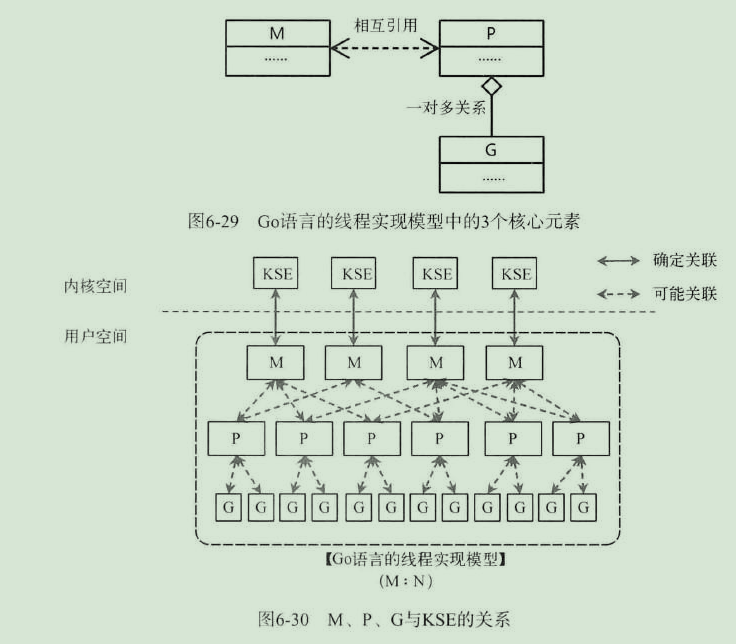 M
......
相互引用
P
......
一对多关系
G
......
图6-29 Go语言的线程实现模型中的3个核心元素
内核空间
KSE KSE KSE KSE
确定关联
可能关联
用户空间
M M M M
P P P P P P
G G G G G G G G G G G G
【Go语言的线程实现模型】
(M:N)
图6-30 M、P、G与KSE的关系